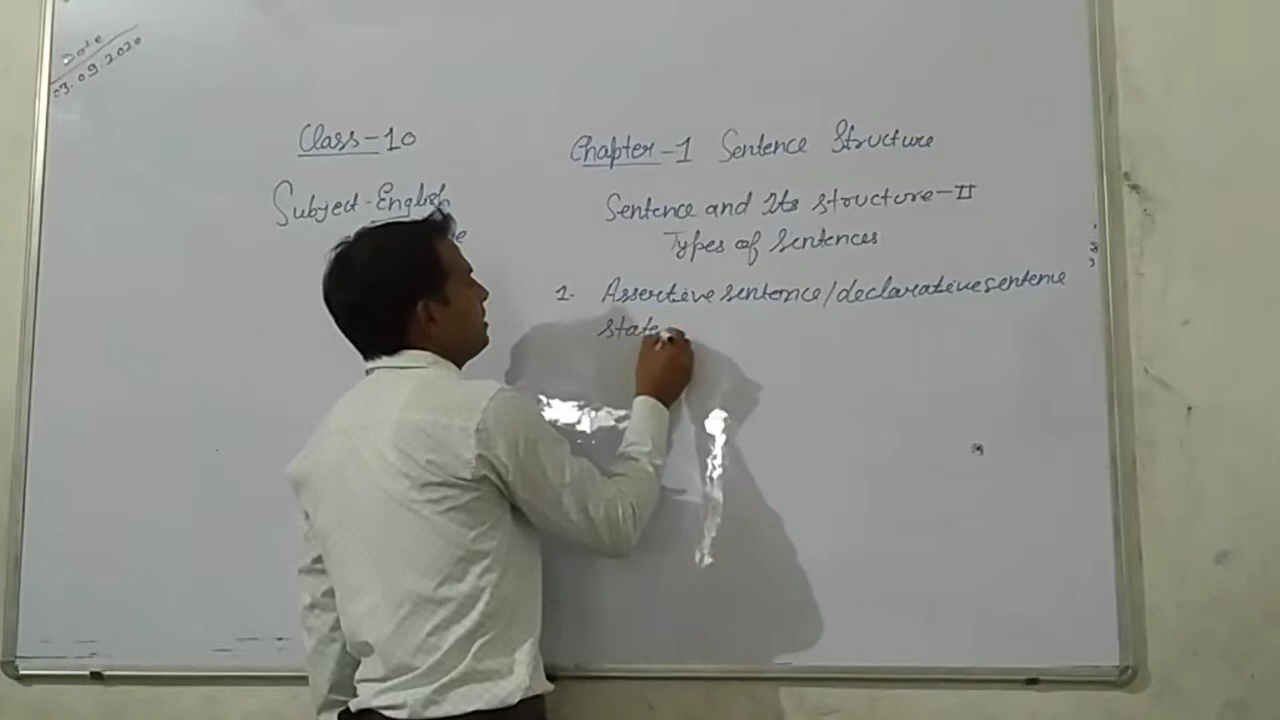 Date
03.09.2020
Class-10
Subject-English
Chapter-1 Sentence Structure
Sentence and Its structure-II
Types of Sentences
1. Assertive sentence/declarative sentence
state